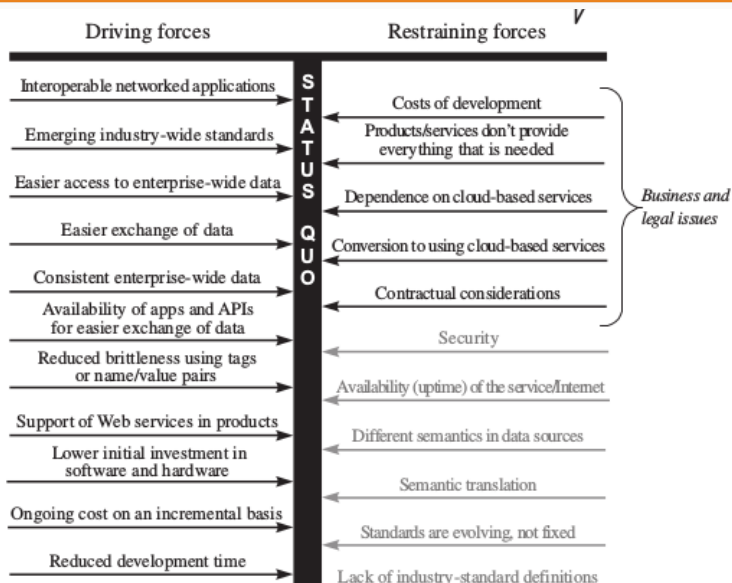 Driving forces
Restraining forces
Interoperable networked applications
Emerging industry-wide standards
Easier access to enterprise-wide data
Easier exchange of data
Consistent enterprise-wide data
Availability of apps and APIs
for easier exchange of data
Reduced brittleness using tags
or name/value pairs
Support of Web services in products
Lower initial investment in
software and hardware
Ongoing cost on an incremental basis
Reduced development time
STATUS QUO
Costs of development
Products/services don’t provide
everything that is needed
Dependence on cloud-based services
Conversion to using cloud-based services
Contractual considerations
Security
Availability (uptime) of the service/Internet
Different semantics in data sources
Semantic translation
Standards are evolving, not fixed
Lack of industry-standard definitions
Business and
legal issues